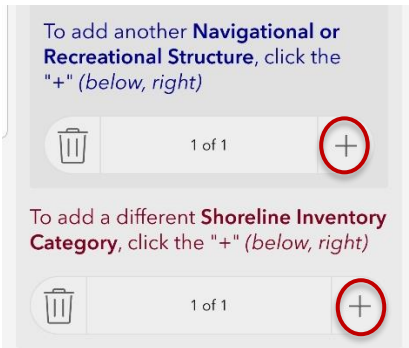 To add another Navigational or
Recreational Structure, click the
"+" (below, right)
1 of 1
+
To add a different Shoreline Inventory
Category, click the "+" (below, right)
1 of 1
+